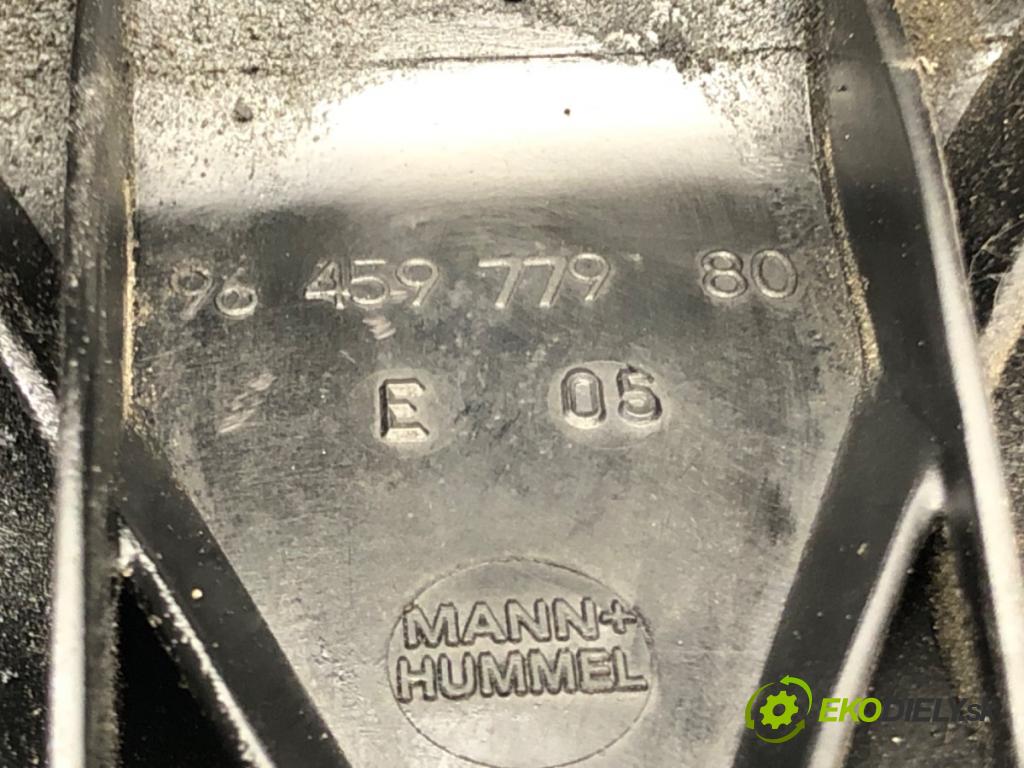 96 459 779 80
E 05
MANN+
HUMMEL
EKODIELY.SK